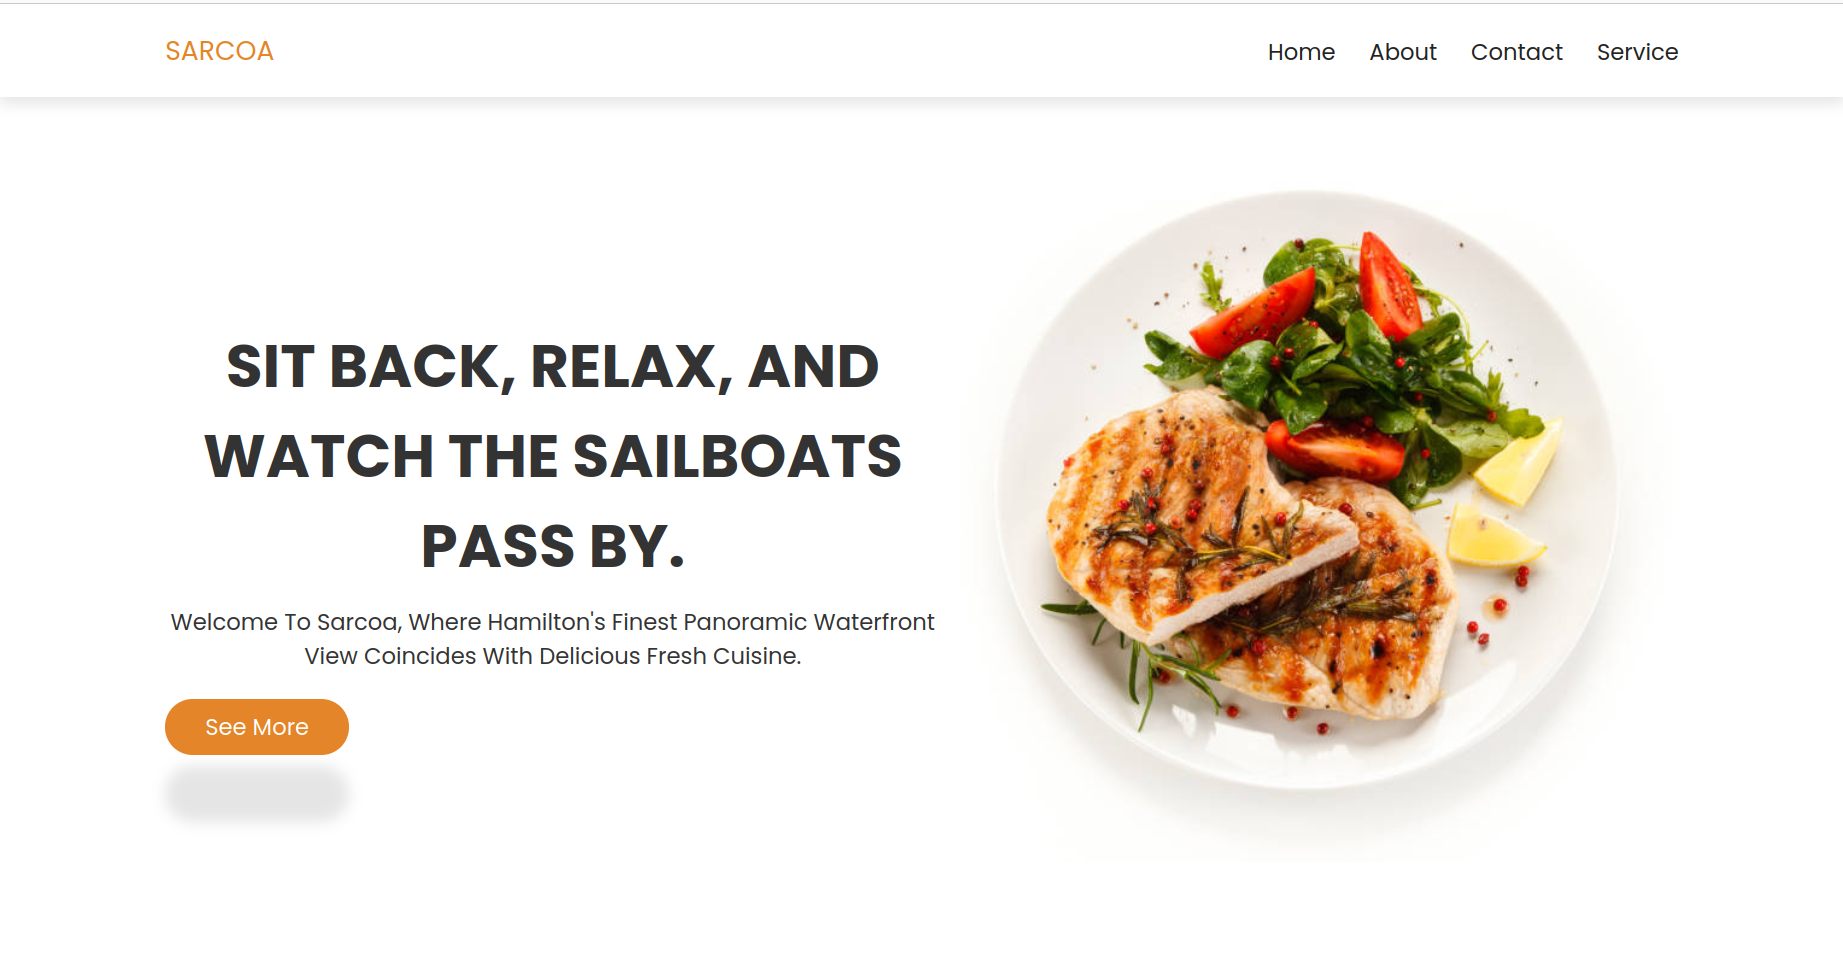 SARCOA
Home About Contact Service
SIT BACK, RELAX, AND
WATCH THE SAILBOATS
PASS BY.
Welcome To Sarcoa, Where Hamilton's Finest Panoramic Waterfront
View Coincides With Delicious Fresh Cuisine.
See More